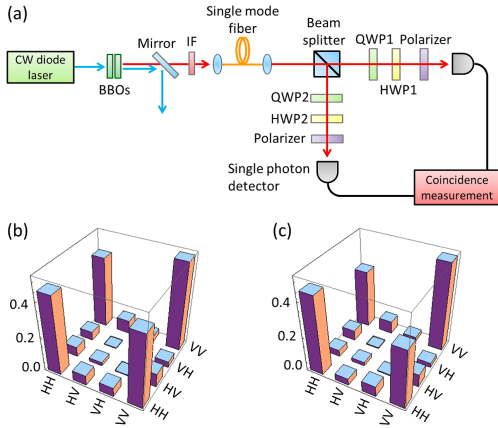 (a)
CW diode
laser
BBOs
Mirror
IF
Single mode
fiber
Beam
splitter
QWP1
Polarizer
HWP1
QWP2
HWP2
Polarizer
Single photon
detector
Coincidence
measurement
(b)
0.4
0.2
0.0
HH
HV
VH
VV
HH
HV
VH
VV
(c)
0.4
0.2
0.0
HH
HV
VH
VV
HH
HV
VH
VV